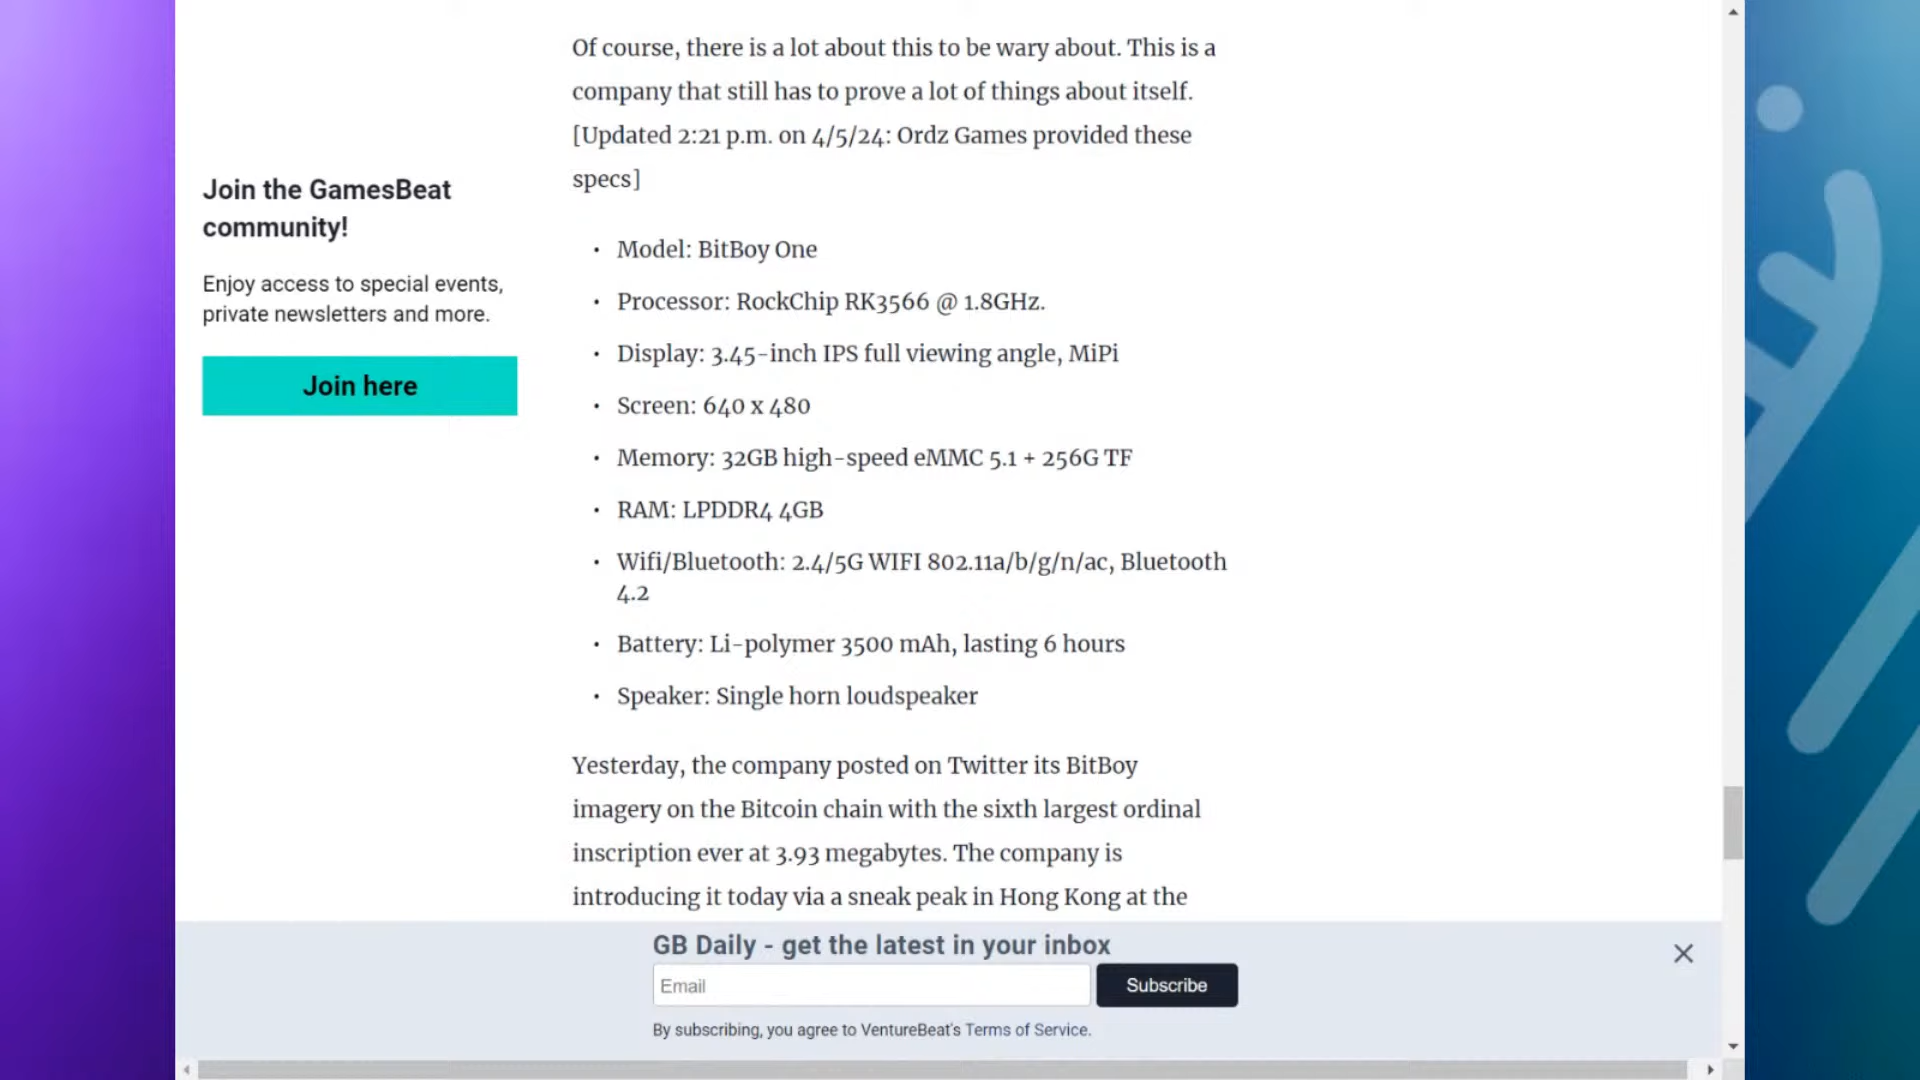 Of course, there is a lot about this to be wary about. This is a
company that still has to prove a lot of things about itself.
[Updated 2:21 p.m. on 4/5/24: Ordz Games provided these
specs]
Join the GamesBeat
community!
Enjoy access to special events,
private newsletters and more.
Join here
• Model: BitBoy One
• Processor: RockChip RK3566 @ 1.8GHz.
• Display: 3.45-inch IPS full viewing angle, MiPi
• Screen: 640 x 480
• Memory: 32GB high-speed eMMC 5.1 + 256G TF
• RAM: LPDDR4 4GB
• Wifi/Bluetooth: 2.4/5G WIFI 802.11a/b/g/n/ac, Bluetooth
4.2
• Battery: Li-polymer 3500 mAh, lasting 6 hours
• Speaker: Single horn loudspeaker
Yesterday, the company posted on Twitter its BitBoy
imagery on the Bitcoin chain with the sixth largest ordinal
inscription ever at 3.93 megabytes. The company is
introducing it today via a sneak peak in Hong Kong at the
GB Daily - get the latest in your inbox
Email
Subscribe
By subscribing, you agree to VentureBeat's Terms of Service.